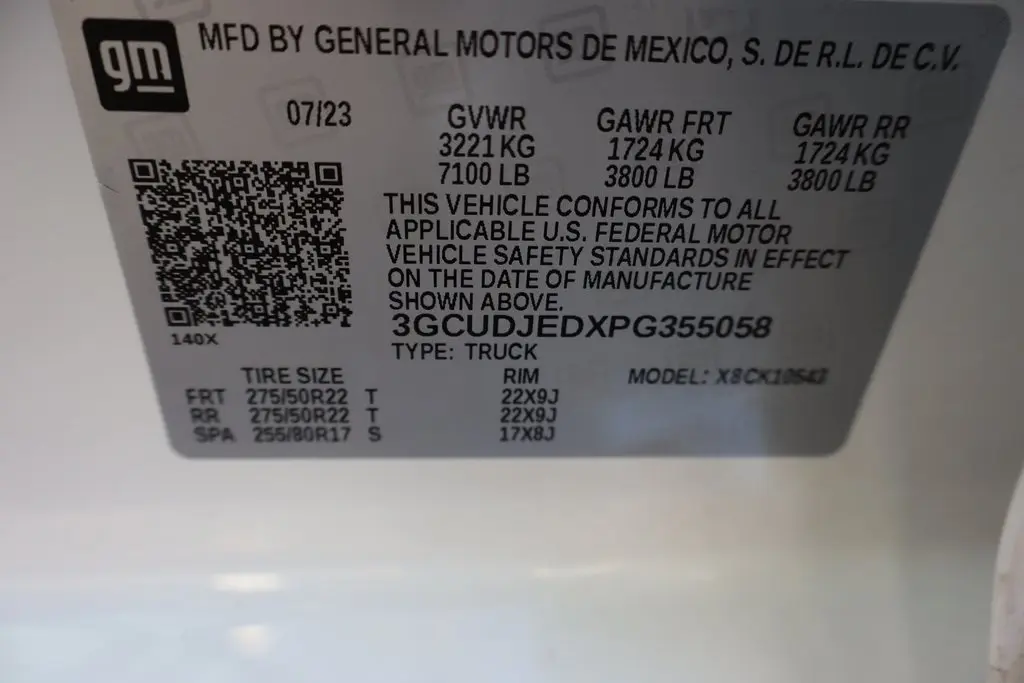 gm
MFD BY GENERAL MOTORS DE MEXICO, S. DE R.L. DE C.V.
07/23 GVWR GAWR FRT GAWR RR
3221 KG 1724 KG 1724 KG
7100 LB 3800 LB 3800 LB
THIS VEHICLE CONFORMS TO ALL
APPLICABLE U.S. FEDERAL MOTOR
VEHICLE SAFETY STANDARDS IN EFFECT
ON THE DATE OF MANUFACTURE
SHOWN ABOVE.
3GCUDJEDXPG355058
140X
TYPE: TRUCK
TIRE SIZE RIM MODEL:
FRT 275/50R22 T 22X9J
RR 275/50R22 T 22X9J
SPA 255/80R17 S 17X8J